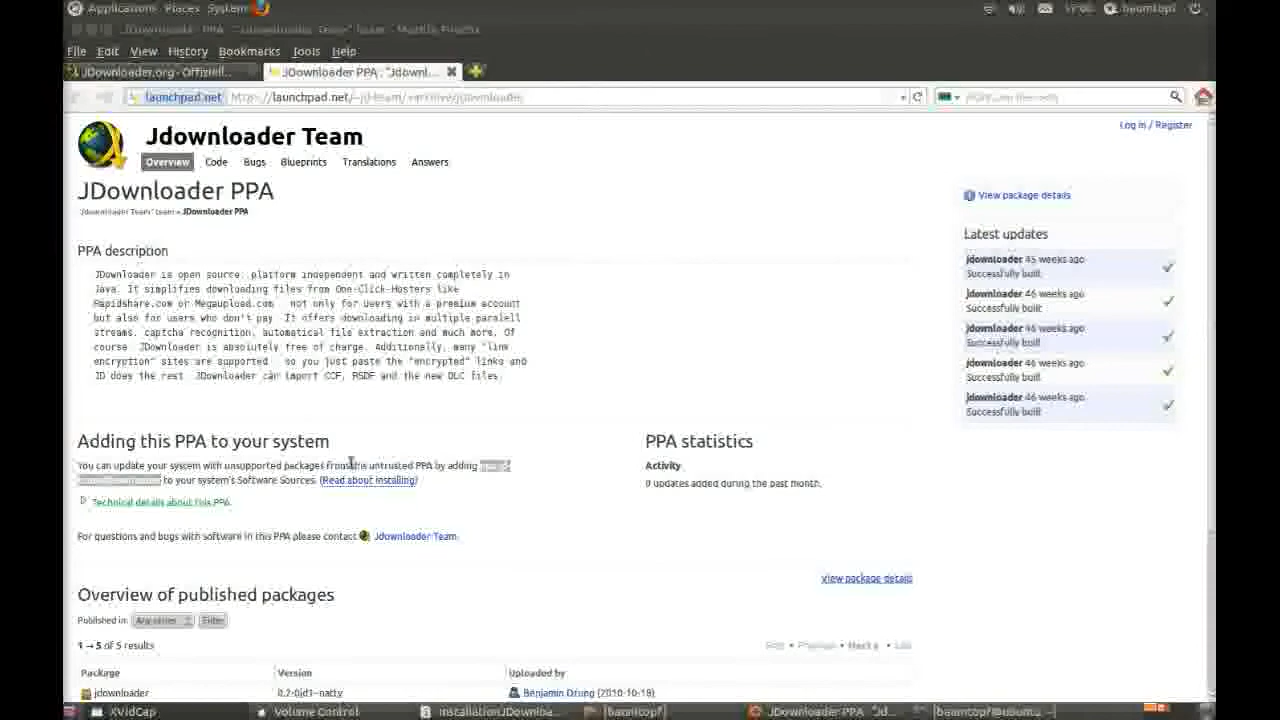 Applications Places System
File Edit View History Bookmarks Tools Help
JDownloader.org - Offiziell...
JDownloader PPA : "Jdownl...
launchpad.net
Log in / Register
Jdownloader Team
Overview Code Bugs Blueprints Translations Answers
JDownloader PPA
"Jdownloader Team" team » JDownloader PPA
PPA description
JDownloader is open source, platform independent and written completely in
Java. It simplifies downloading files from One-Click-Hosters like
Rapidshare.com or Megaupload.com not only for users with a premium account
but also for users who don't pay. It offers downloading in multiple paralell
streams, captcha recognition, automatical file extraction and much more. Of
course JDownloader is absolutely free of charge. Additionally, many "link
encryption" sites are supported so you just paste the "encrypted" links and
JD does the rest. JDownloader can import CCF, RSDF and the new DLC files.
Adding this PPA to your system
You can update your system with unsupported packages from this untrusted PPA by adding
to your system's Software Sources. (Read about installing)
Technical details about this PPA
For questions and bugs with software in this PPA please contact Jdownloader Team.
PPA statistics
Activity
0 updates added during the past month.
View package details
Latest updates
jdownloader 45 weeks ago
Successfully built
jdownloader 46 weeks ago
Successfully built
jdownloader 46 weeks ago
Successfully built
jdownloader 46 weeks ago
Successfully built
jdownloader 46 weeks ago
Successfully built
View package details
Overview of published packages
Published in: Any series Filter
1 → 5 of 5 results
First • Previous • Next • Last
Package Version Uploaded by
jdownloader 0.2-0jd1~natty Benjamin Drung (2010-10-18)
XVidCap
Volume Control
JDownloader PPA